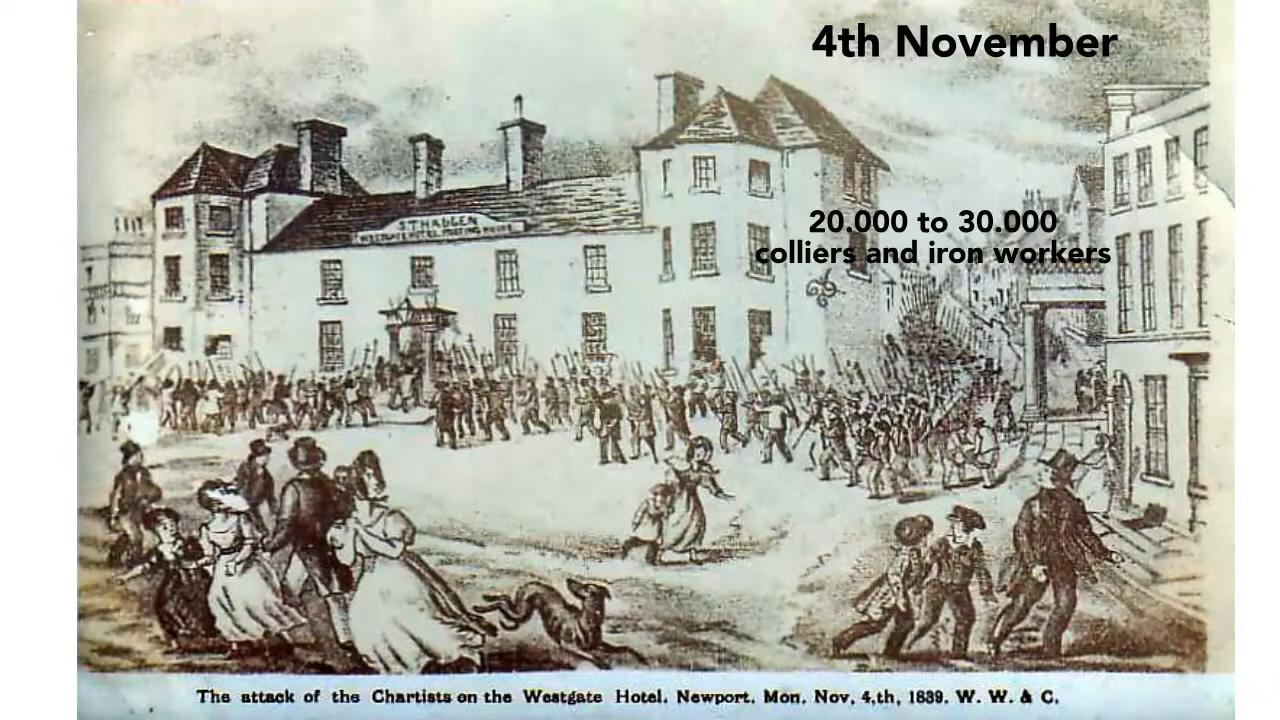 4th November
S.THADGEN
20.000 to 30.000
colliers and iron workers
The attack of the Chartists on the Westgate Hotel. Newport. Mon. Nov. 4.th, 1839. W. W. & C.